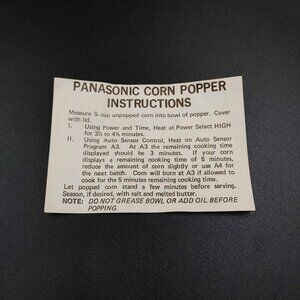 PANASONIC CORN POPPER
INSTRUCTIONS
Measure ¼ cup unpopped corn into bowl of popper. Cover
with lid.
I. Using Power and Time, Heat at Power Select HIGH
for 3½ to 4½ minutes.
II. Using Auto Sensor Control, Heat on Auto Sensor
Program A3. At A3 the remaining cooking time
displayed should be 3 minutes. If your corn
displays a remaining cooking time of 5 minutes,
reduce the amount of corn slightly or use A4 for
the next batch. Corn will burn at A3 if allowed to
cook for the 5 minutes remaining cooking time.
Let popped corn stand a few minutes before serving.
Season, if desired, with salt and melted butter.
NOTE: DO NOT GREASE BOWL OR ADD OIL BEFORE
POPPING.